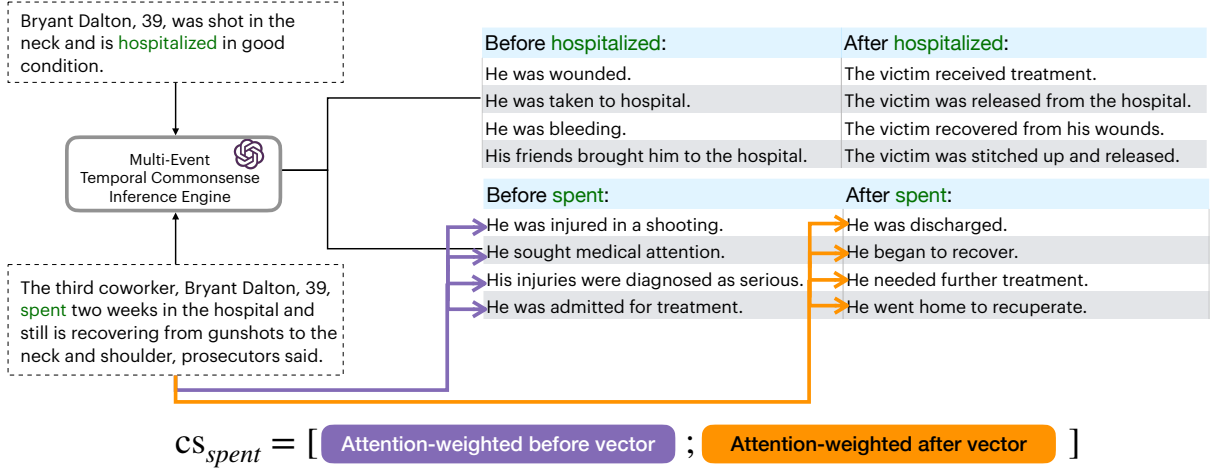 Bryant Dalton, 39, was shot in the
neck and is hospitalized in good
condition.
Multi-Event
Temporal Commonsense
Inference Engine
The third coworker, Bryant Dalton, 39,
spent two weeks in the hospital and
still is recovering from gunshots to the
neck and shoulder, prosecutors said.
Before hospitalized: After hospitalized:
He was wounded. The victim received treatment.
He was taken to hospital. The victim was released from the hospital.
He was bleeding. The victim recovered from his wounds.
His friends brought him to the hospital. The victim was stitched up and released.
Before spent: After spent:
He was injured in a shooting. He was discharged.
He sought medical attention. He began to recover.
His injuries were diagnosed as serious. He needed further treatment.
He was admitted for treatment. He went home to recuperate.
cs_spent = [ Attention-weighted before vector ; Attention-weighted after vector ]